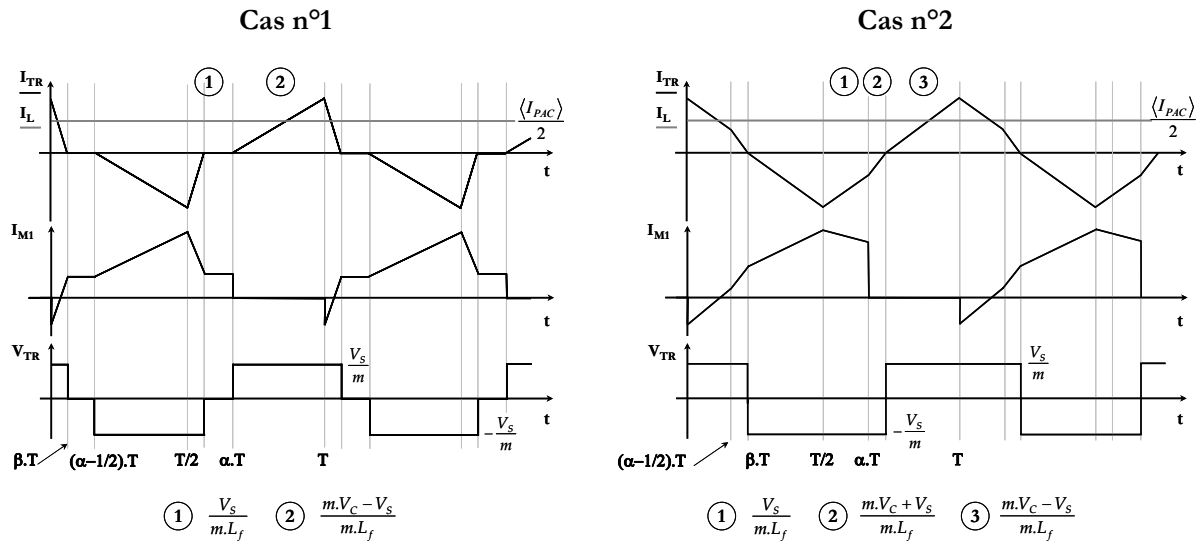 Cas n°1
Cas n°2
I_TR
I_L
1
2
⟨I_PAC⟩/2
t
I_M1
t
V_TR
V_S/m
t
-V_S/m
β.T
(α−1/2).T
T/2
α.T
T
1 V_S/(m.L_f)
2 (m.V_C − V_S)/(m.L_f)
I_TR
I_L
1
2
3
⟨I_PAC⟩/2
t
I_M1
t
V_TR
V_S/m
t
-V_S/m
(α−1/2).T
β.T
T/2
α.T
T
1 V_S/(m.L_f)
2 (m.V_C + V_S)/(m.L_f)
3 (m.V_C − V_S)/(m.L_f)